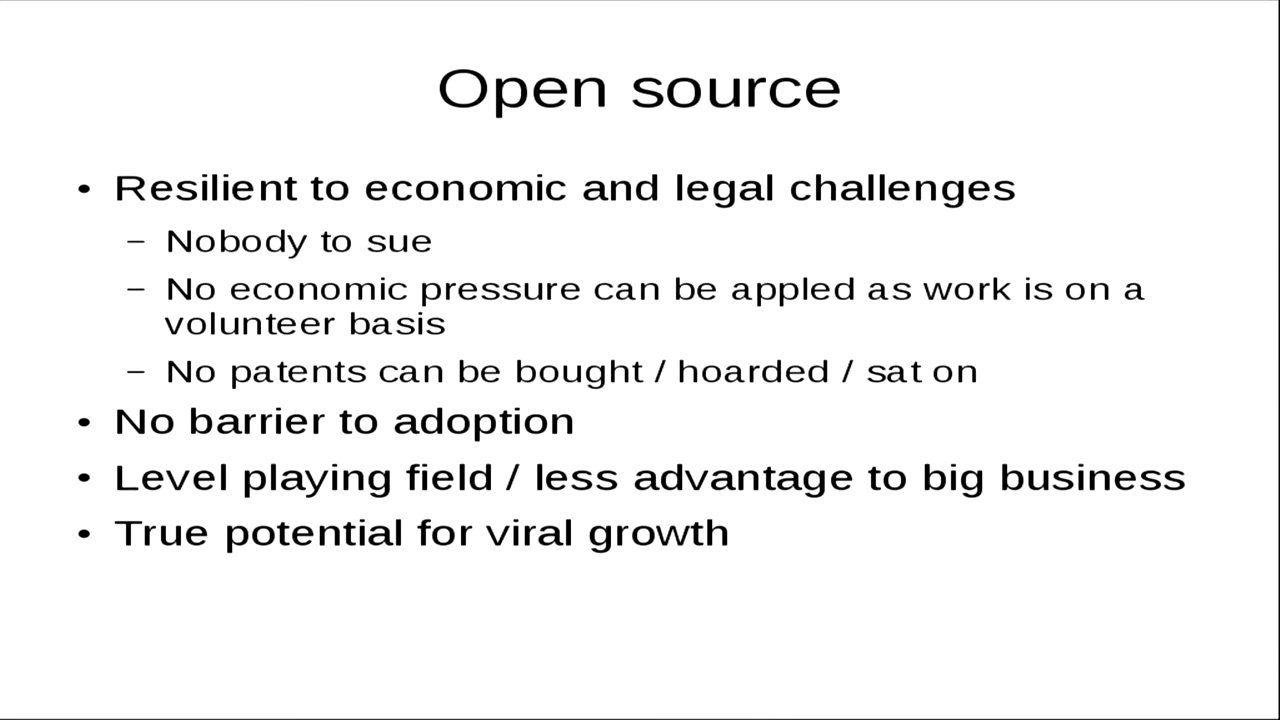 Open source
• Resilient to economic and legal challenges
– Nobody to sue
– No economic pressure can be appled as work is on a
volunteer basis
– No patents can be bought / hoarded / sat on
• No barrier to adoption
• Level playing field / less advantage to big business
• True potential for viral growth